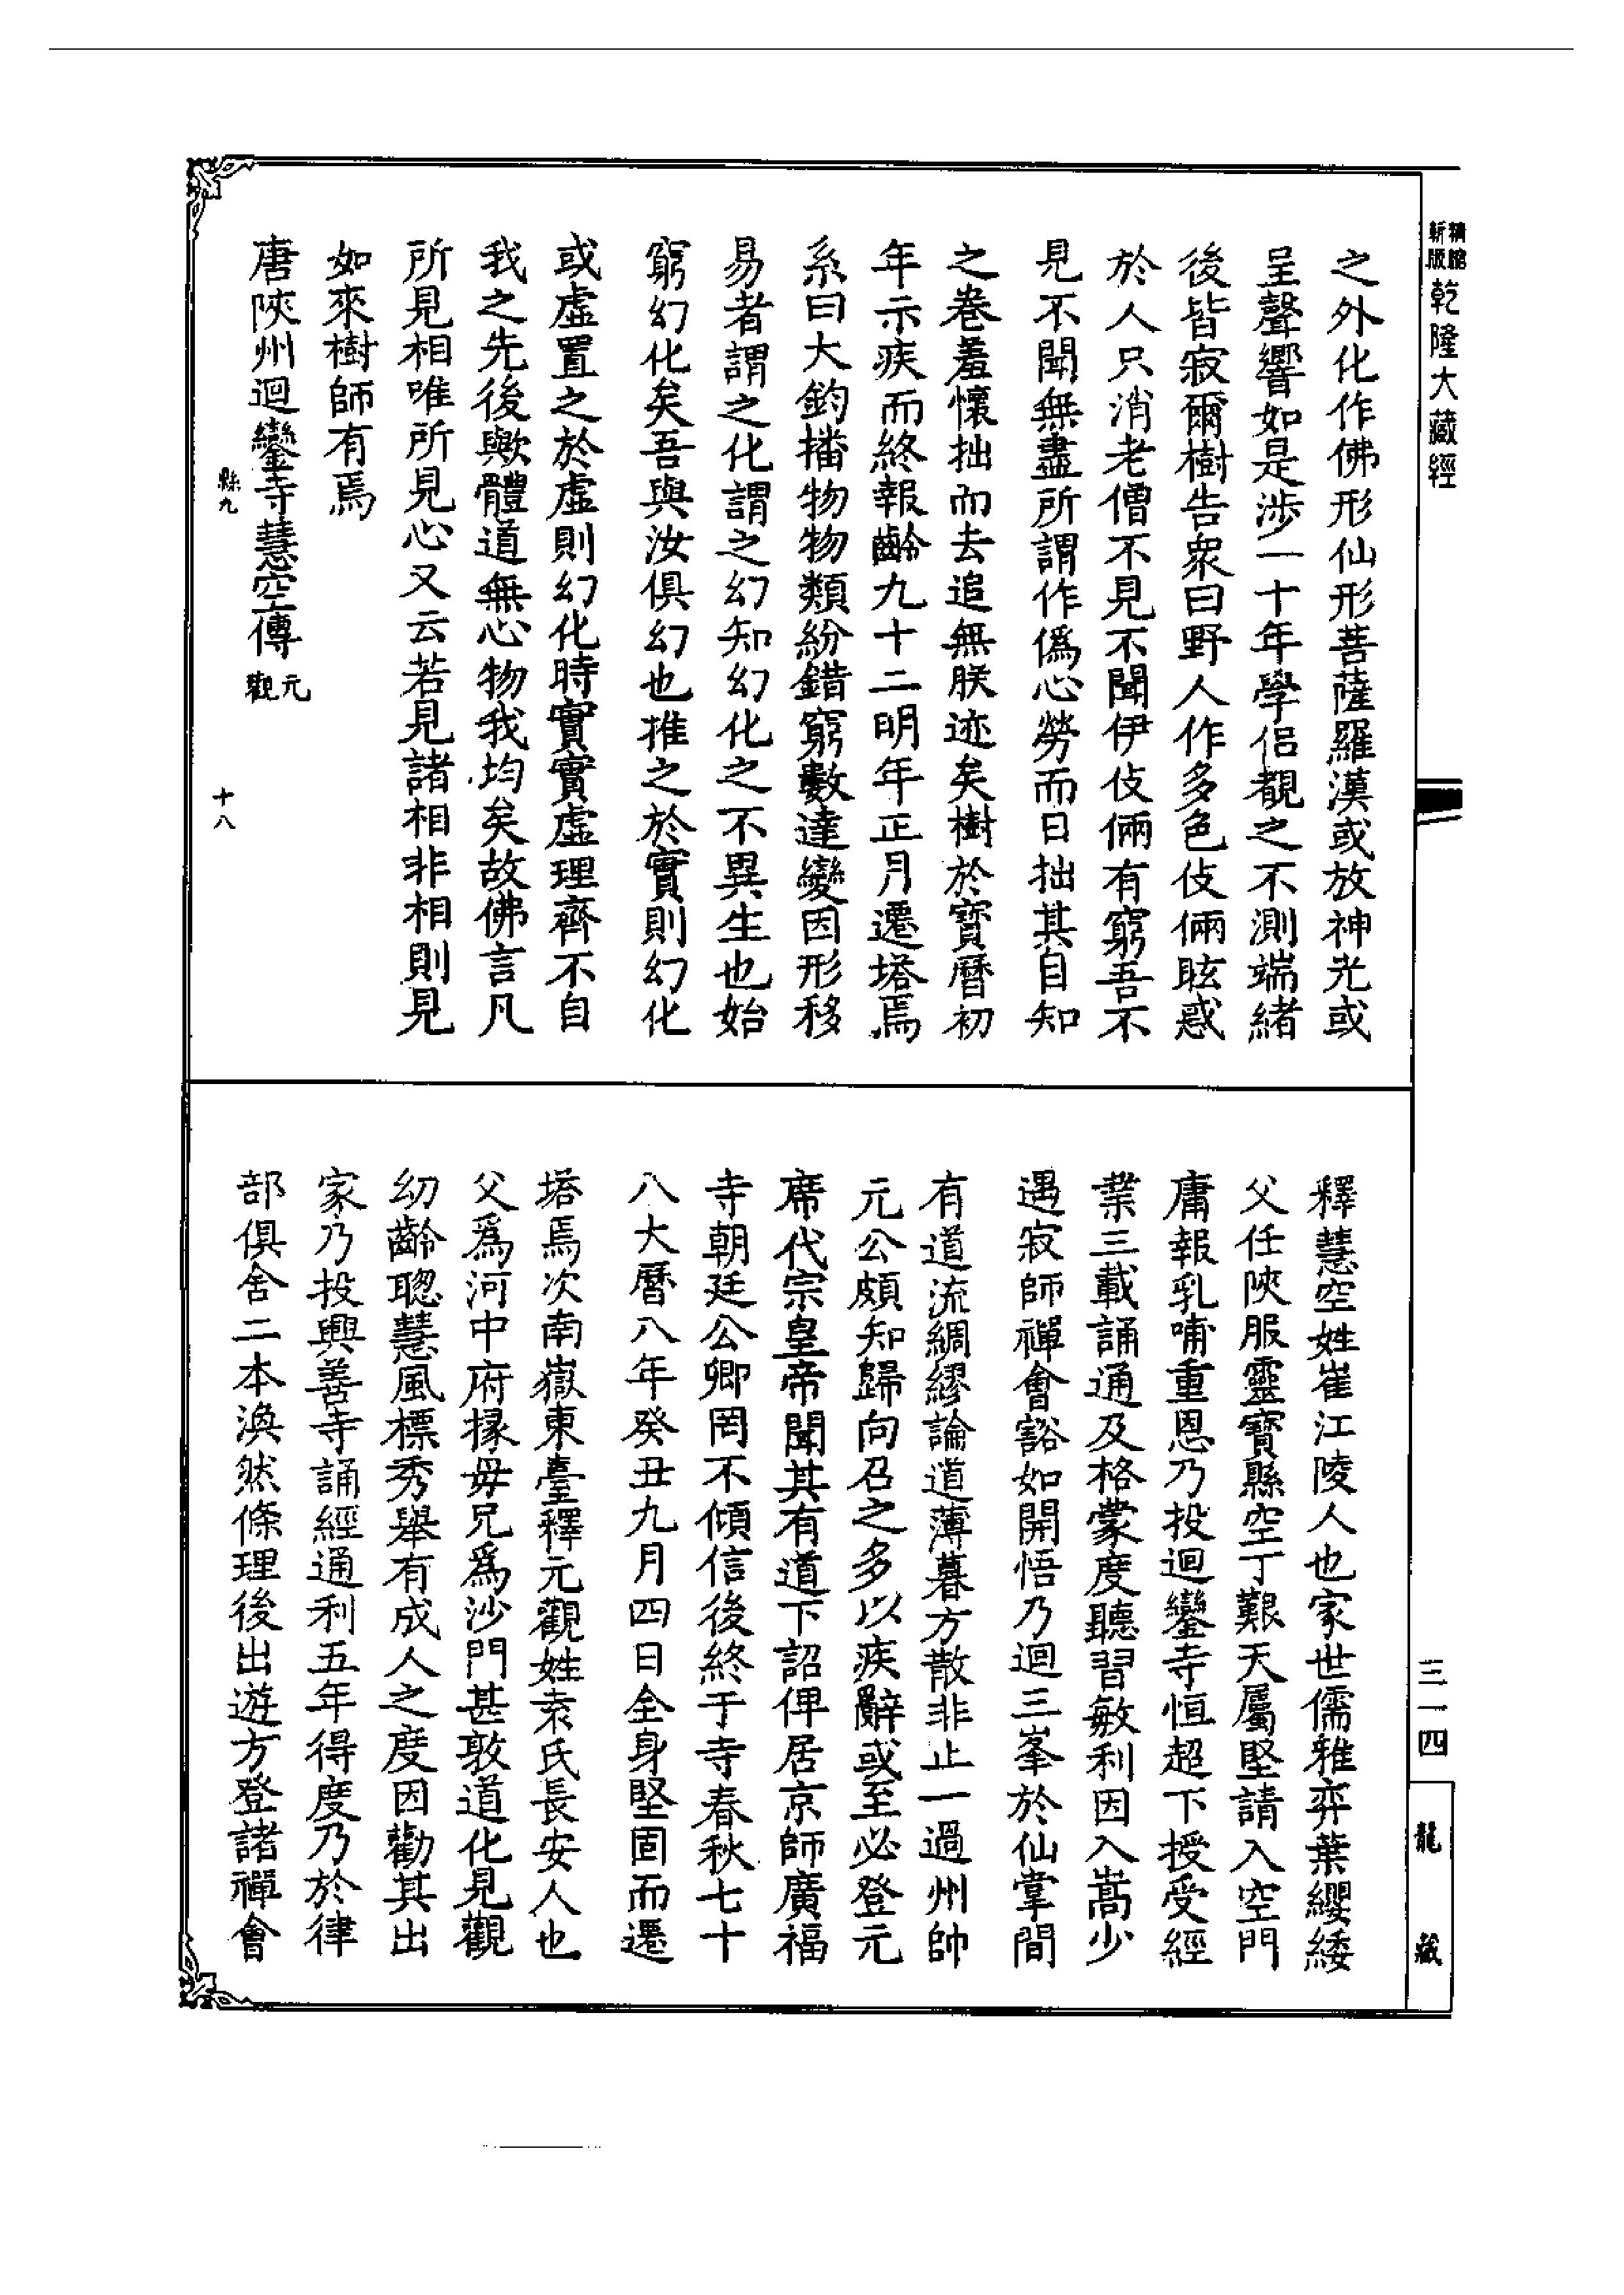 精縮新版乾隆大藏經
之外化作佛形仙形菩薩羅漢或放神光或
呈聲響如是涉一十年學侶覩之不測端緒
後皆寂爾樹告衆曰野人作多色伎倆眩惑
於人只消老僧不見不聞伊伎倆有窮吾不
見不聞無盡所謂作僞心勞而日拙其自知
之卷羞懷拙而去追無朕迹矣樹於寶曆初
年示疾而終報齡九十二明年正月遷塔焉
系曰大鈞播物物類紛錯窮數達變因形移
易者謂之化謂之幻知幻化之不異生也始
窮幻化矣吾與汝俱幻也推之於實則幻化
或虛置之於虛則幻化時實實虛理齊不自
我之先後歟體道無心物我均矣故佛言凡
所見相唯所見心又云若見諸相非相則見
如來樹師有焉
唐陝州迴鑾寺慧空傳元觀
縣九
十八
釋慧空姓崔江陵人也家世儒雅弈葉纓緌
父任陝服靈寶縣空丁艱天屬堅請入空門
庸報乳哺重恩乃投迴鑾寺恒超下授受經
業三載誦通及格蒙度聽習敏利因入嵩少
遇寂師禪會豁如開悟乃迴三峯於仙掌間
有道流綢繆論道薄暮方散非止一過州帥
元公頗知歸向召之多以疾辭或至必登元
席代宗皇帝聞其有道下詔俾居京師廣福
寺朝廷公卿罔不傾信後終于寺春秋七十
八大曆八年癸丑九月四日全身堅固而遷
塔焉次南嶽東臺釋元觀姓袁氏長安人也
父爲河中府掾毋兄爲沙門甚敦道化見觀
幼齡聰慧風標秀舉有成人之度因勸其出
家乃投興善寺誦經通利五年得度乃於律
部俱舍二本渙然條理後出遊方登諸禪會
三一四
龍藏